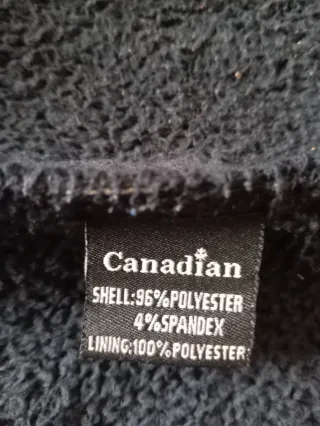 Canadian
SHELL:96%POLYESTER
4%SPANDEX
LINING:100%POLYESTER